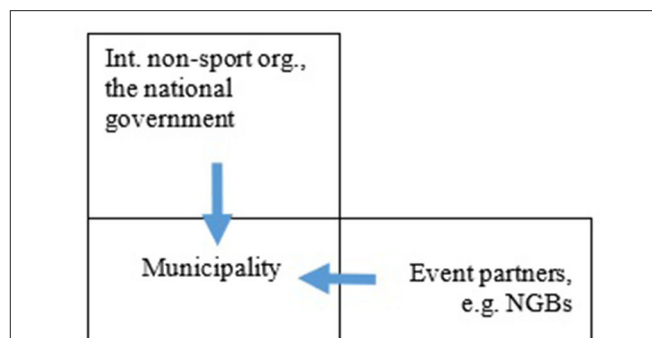 Int. non-sport org.,
the national
government
Municipality
Event partners,
e.g. NGBs